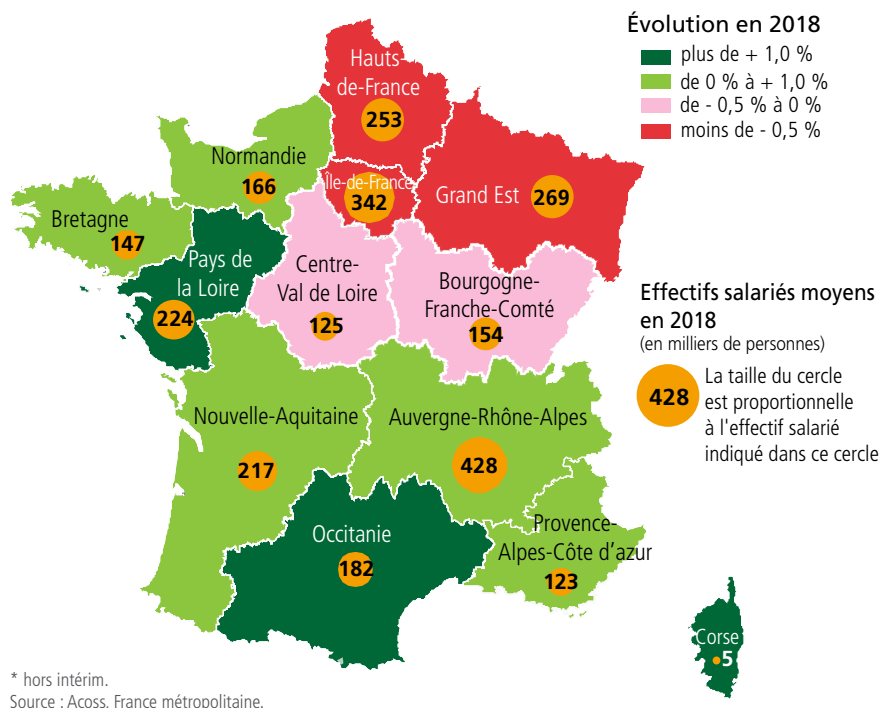 Évolution en 2018
plus de + 1,0 %
de 0 % à + 1,0 %
de - 0,5 % à 0 %
moins de - 0,5 %
Hauts-
de-France
253
Normandie
166
Île-de-France
342
Grand Est
269
Bretagne
147
Pays de
la Loire
224
Centre-
Val de Loire
125
Bourgogne-
Franche-Comté
154
Effectifs salariés moyens
en 2018
(en milliers de personnes)
428
La taille du cercle
est proportionnelle
à l'effectif salarié
indiqué dans ce cercle
Nouvelle-Aquitaine
217
Auvergne-Rhône-Alpes
428
Occitanie
182
Provence-
Alpes-Côte d’azur
123
Corse
5
* hors intérim.
Source : Acoss, France métropolitaine.